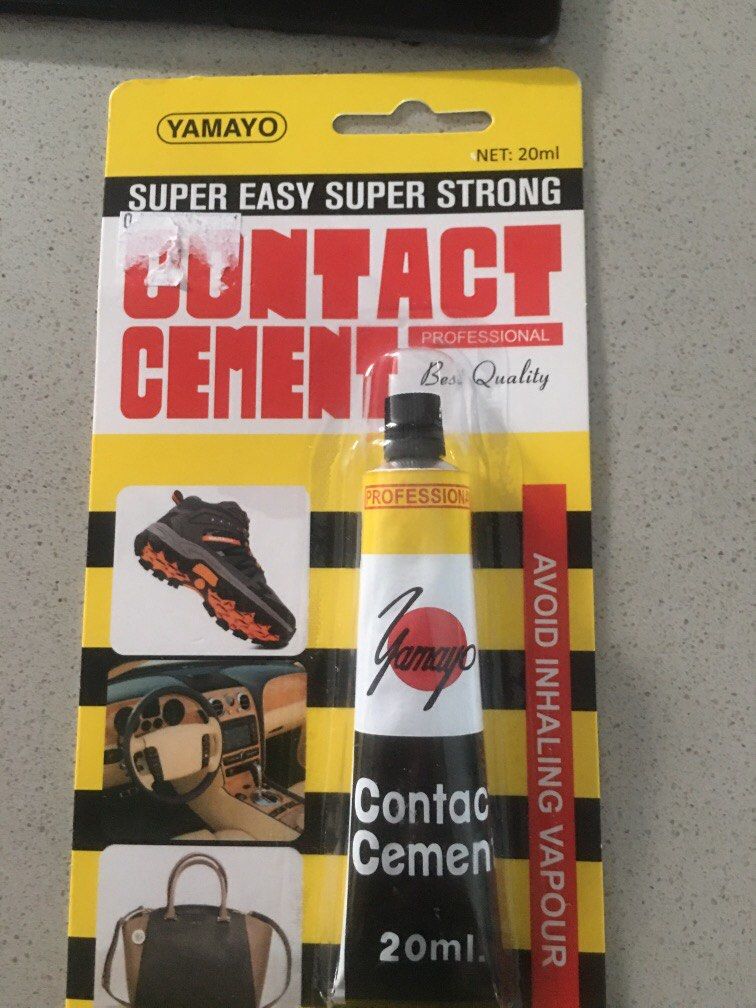 YAMAYO
NET: 20ml
SUPER EASY SUPER STRONG
CONTACT
CEMENT
PROFESSIONAL
Best Quality
PROFESSIONA
Yamayo
Contac
Cemen
20ml.
AVOID INHALING VAPOUR